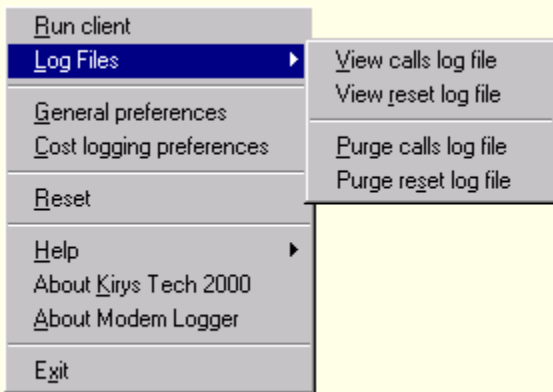 Run client
Log Files
General preferences
Cost logging preferences
Reset
Help
About Kirys Tech 2000
About Modem Logger
Exit
View calls log file
View reset log file
Purge calls log file
Purge reset log file